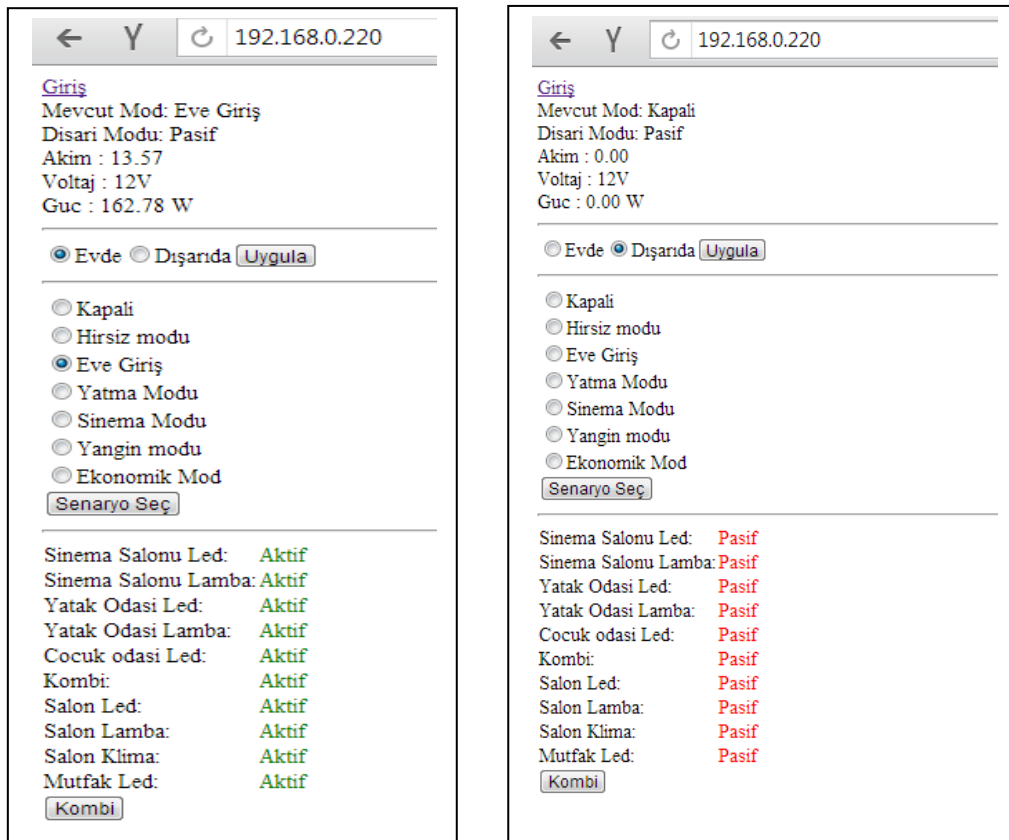 192.168.0.220
Giriş
Mevcut Mod: Eve Giriş
Disari Modu: Pasif
Akim : 13.57
Voltaj : 12V
Guc : 162.78 W
Evde Dışarıda Uygula
Kapali
Hirsiz modu
Eve Giriş
Yatma Modu
Sinema Modu
Yangin modu
Ekonomik Mod
Senaryo Seç
Sinema Salonu Led: Aktif
Sinema Salonu Lamba: Aktif
Yatak Odasi Led: Aktif
Yatak Odasi Lamba: Aktif
Cocuk odasi Led: Aktif
Kombi: Aktif
Salon Led: Aktif
Salon Lamba: Aktif
Salon Klima: Aktif
Mutfak Led: Aktif
Kombi
192.168.0.220
Giriş
Mevcut Mod: Kapali
Disari Modu: Pasif
Akim : 0.00
Voltaj : 12V
Guc : 0.00 W
Evde Dışarıda Uygula
Kapali
Hirsiz modu
Eve Giriş
Yatma Modu
Sinema Modu
Yangin modu
Ekonomik Mod
Senaryo Seç
Sinema Salonu Led: Pasif
Sinema Salonu Lamba: Pasif
Yatak Odasi Led: Pasif
Yatak Odasi Lamba: Pasif
Cocuk odasi Led: Pasif
Kombi: Pasif
Salon Led: Pasif
Salon Lamba: Pasif
Salon Klima: Pasif
Mutfak Led: Pasif
Kombi